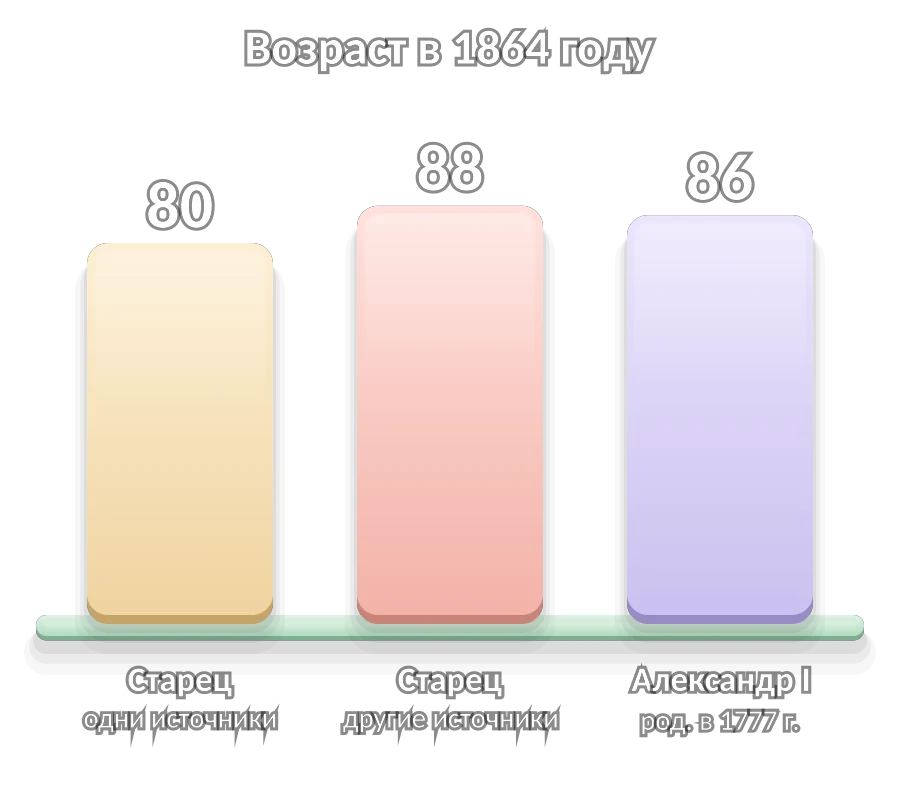 Возраст в 1864 году
80
88
86
Старец
одни источники
Старец
другие источники
Александр I
род. в 1777 г.